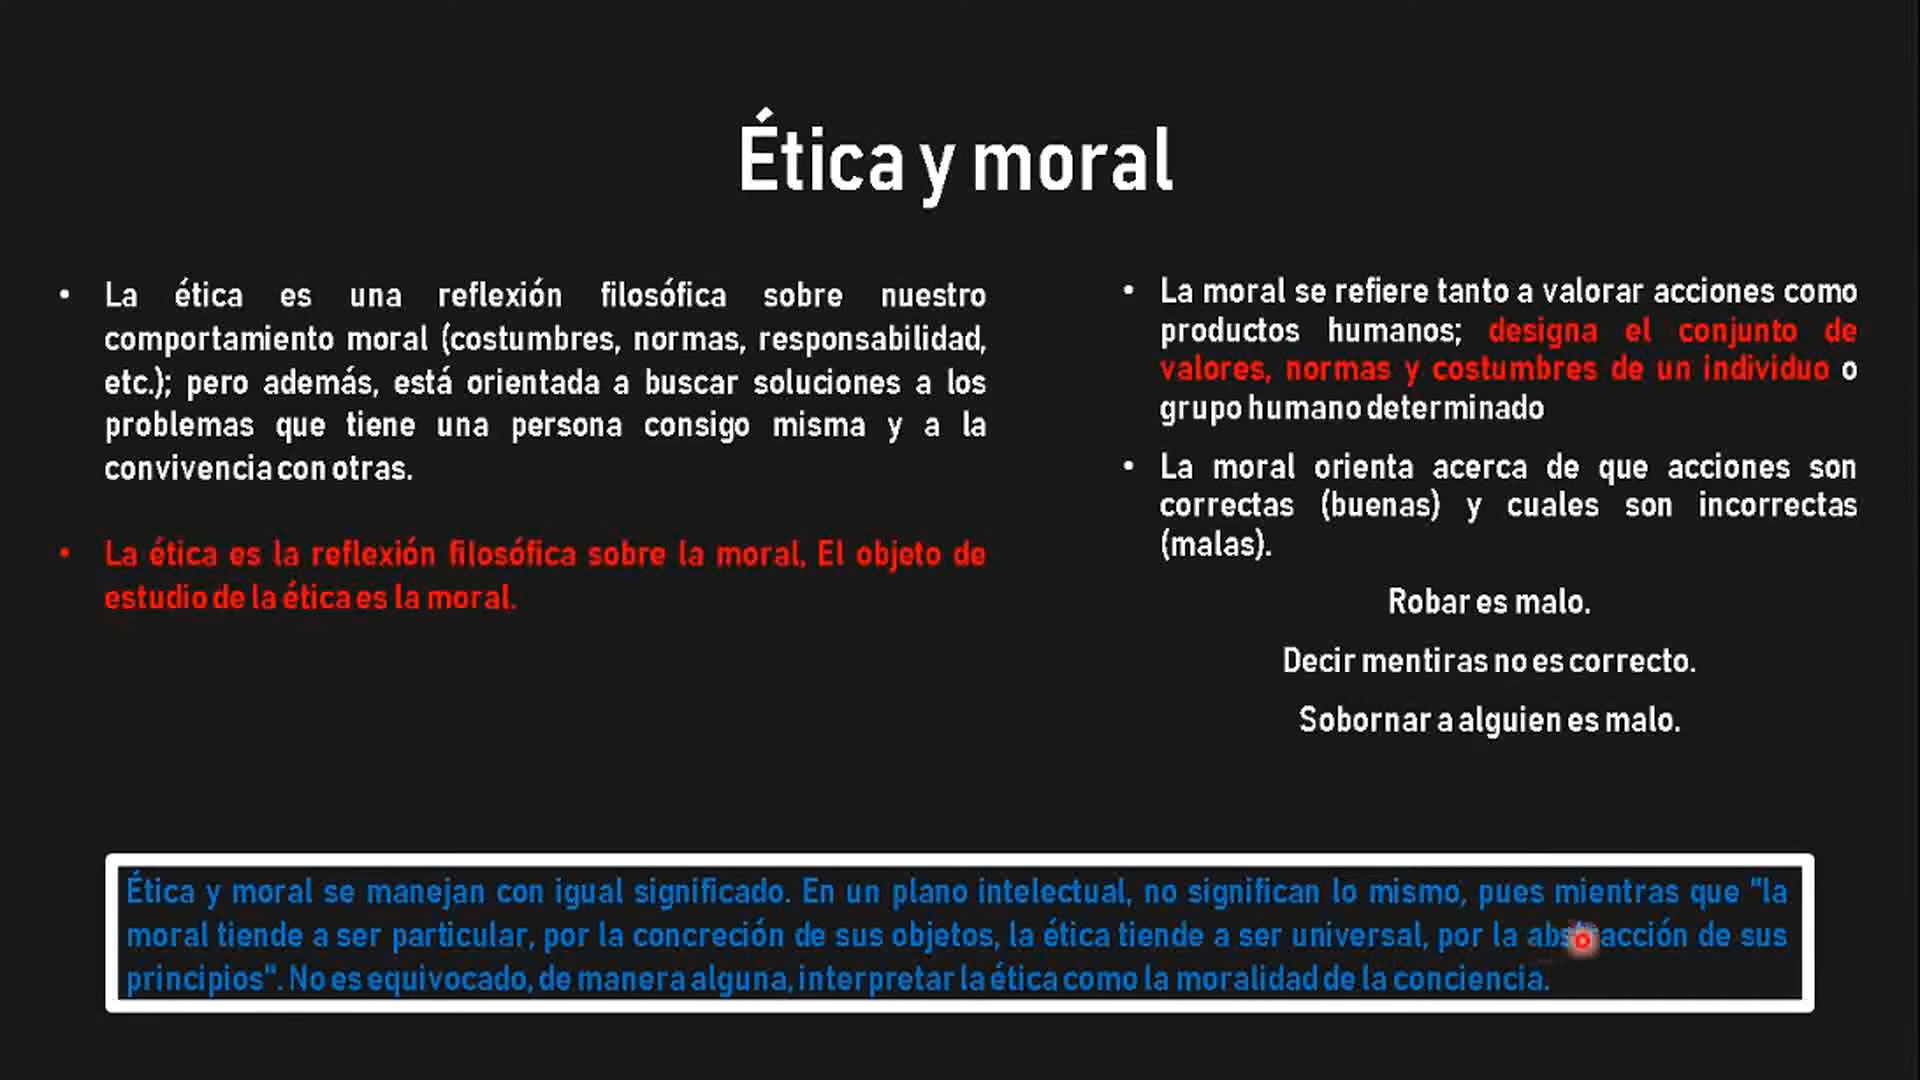 Ética y moral
• La ética es una reflexión filosófica sobre nuestro
comportamiento moral (costumbres, normas, responsabilidad,
etc.); pero además, está orientada a buscar soluciones a los
problemas que tiene una persona consigo misma y a la
convivencia con otras.
• La ética es la reflexión filosófica sobre la moral, El objeto de
estudio de la ética es la moral.
• La moral se refiere tanto a valorar acciones como
productos humanos; designa el conjunto de
valores, normas y costumbres de un individuo o
grupo humano determinado
• La moral orienta acerca de que acciones son
correctas (buenas) y cuales son incorrectas
(malas).
Robar es malo.
Decir mentiras no es correcto.
Sobornar a alguien es malo.
Ética y moral se manejan con igual significado. En un plano intelectual, no significan lo mismo, pues mientras que "la
moral tiende a ser particular, por la concreción de sus objetos, la ética tiende a ser universal, por la abstracción de sus
principios". No es equivocado, de manera alguna, interpretar la ética como la moralidad de la conciencia.